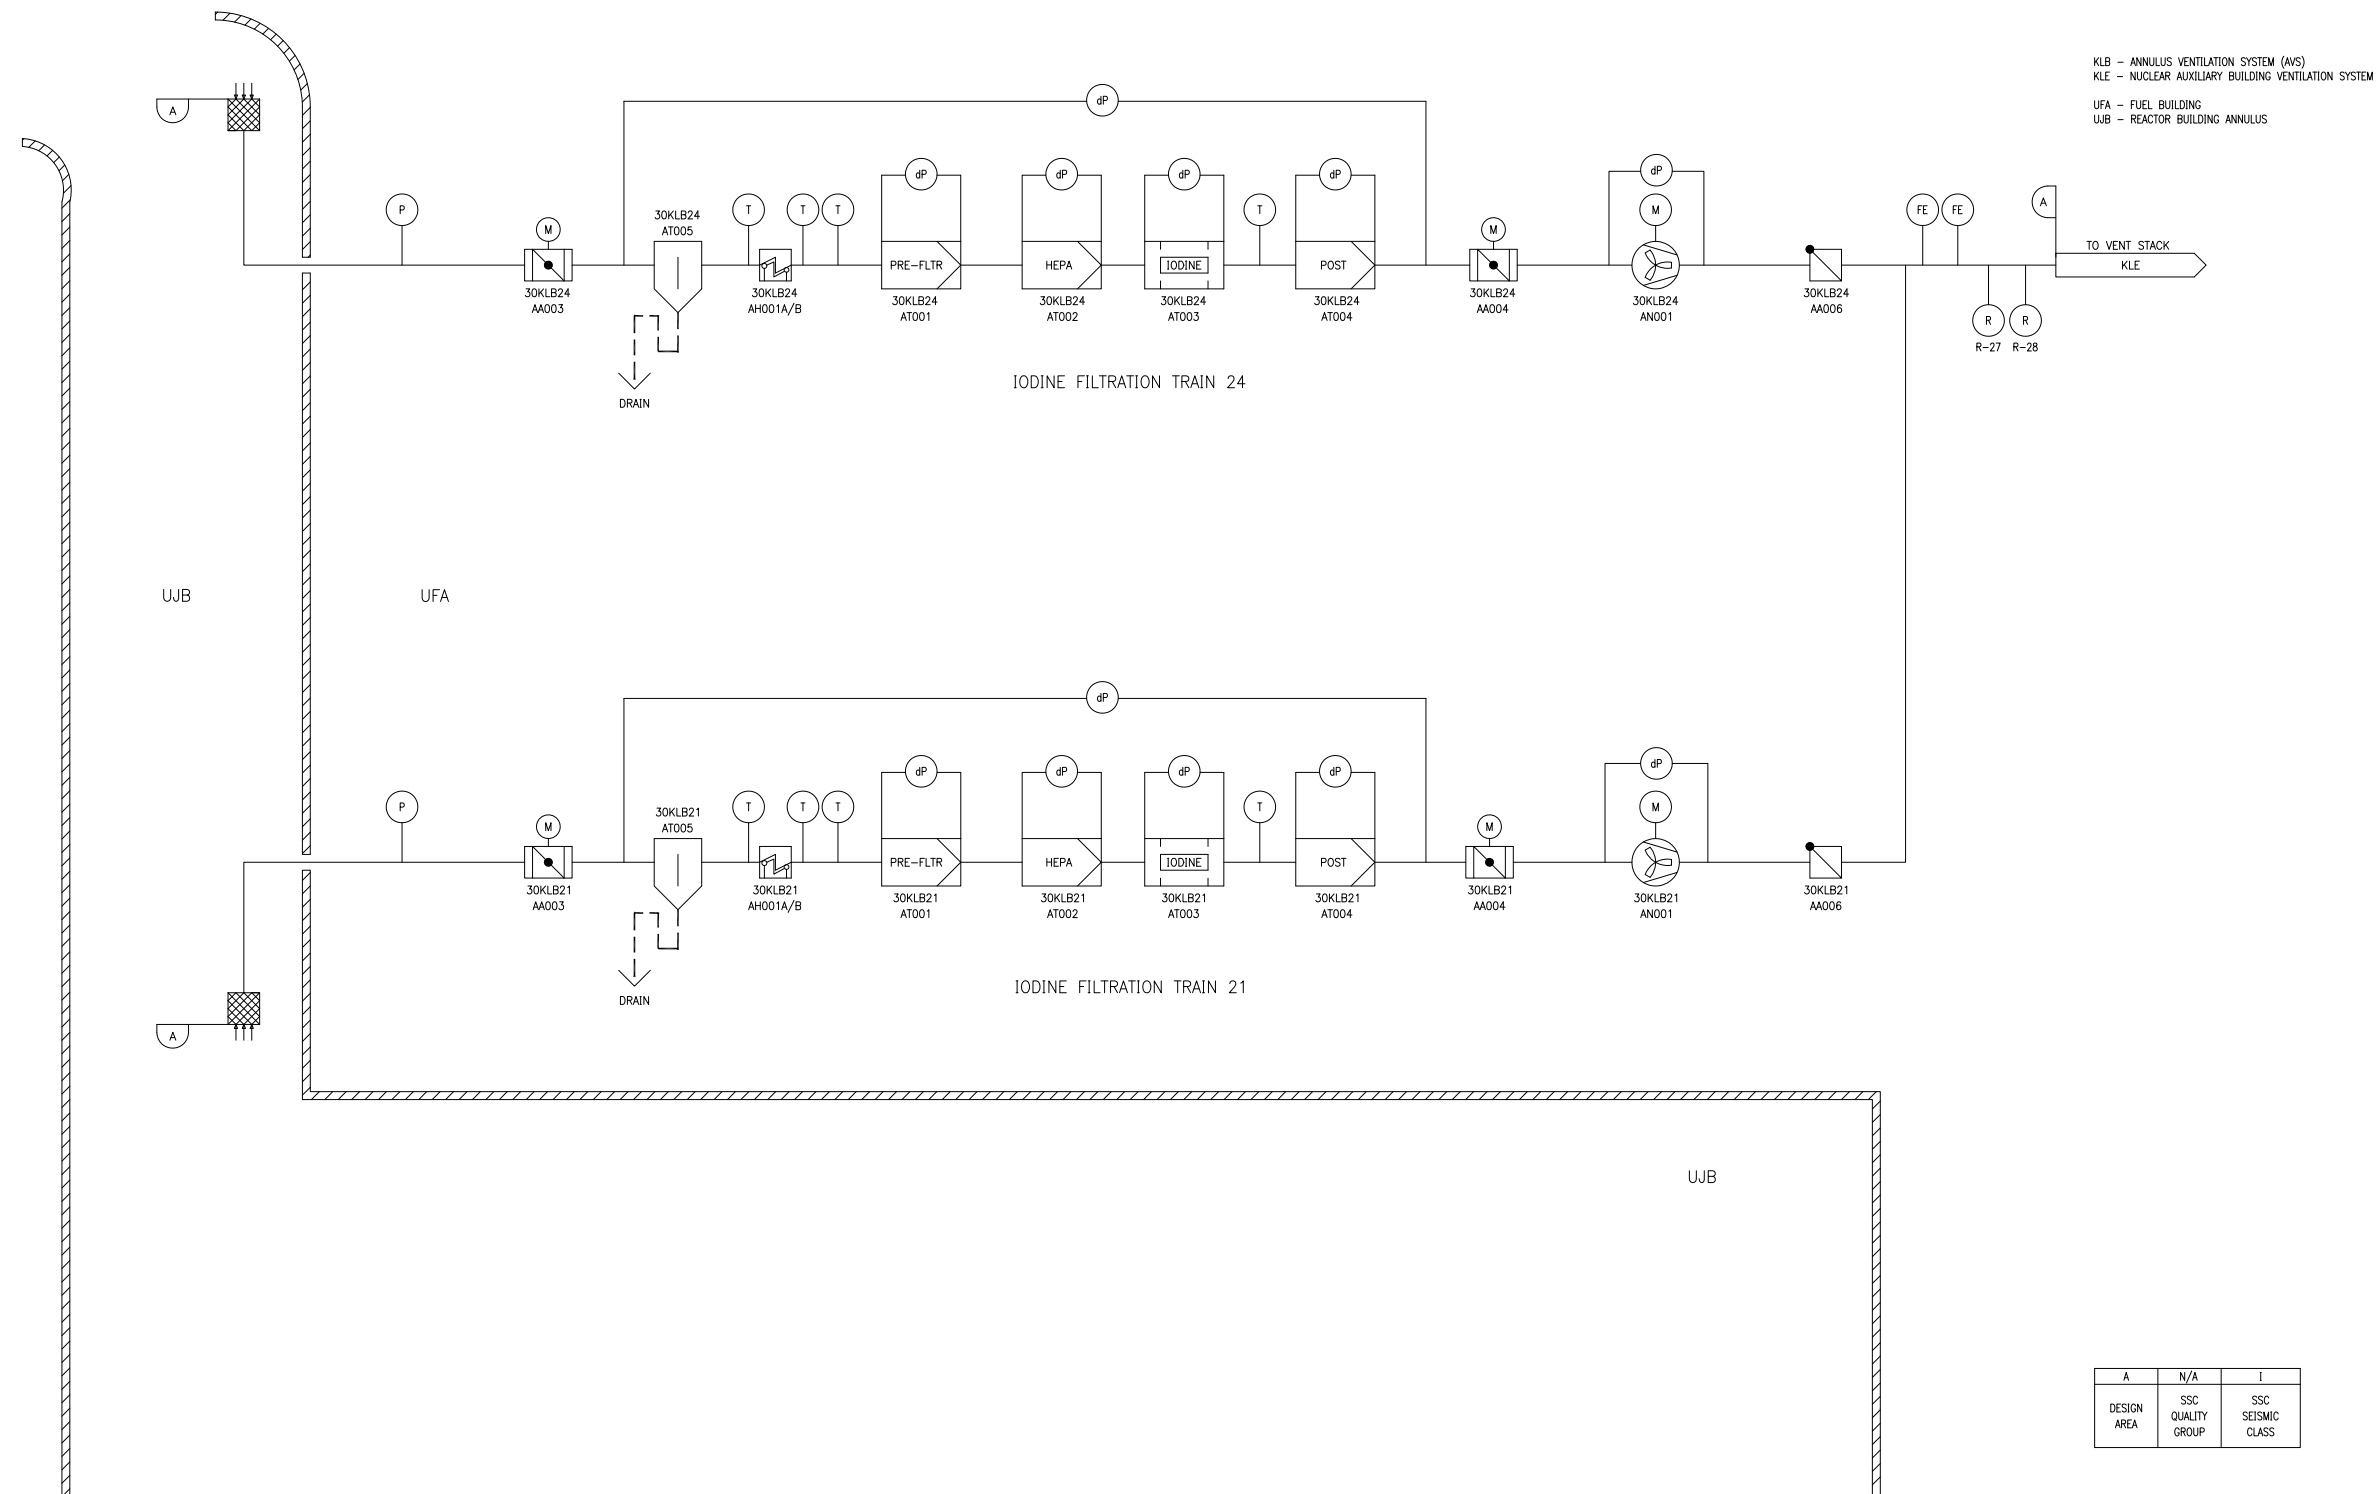 KLB – ANNULUS VENTILATION SYSTEM (AVS)
KLE – NUCLEAR AUXILIARY BUILDING VENTILATION SYSTEM
UFA – FUEL BUILDING
UJB – REACTOR BUILDING ANNULUS
A
dP
dP
dP
dP
dP
dP
P
M
30KLB24
AT005
T
T
T
T
M
M
FE
FE
A
TO VENT STACK
KLE
PRE-FLTR
HEPA
IODINE
POST
30KLB24
AA003
30KLB24
AH001A/B
30KLB24
AT001
30KLB24
AT002
30KLB24
AT003
30KLB24
AT004
30KLB24
AA004
30KLB24
AN001
30KLB24
AA006
R
R
R-27
R-28
DRAIN
IODINE FILTRATION TRAIN 24
UJB
UFA
dP
dP
dP
dP
dP
dP
P
M
30KLB21
AT005
T
T
T
T
M
M
PRE-FLTR
HEPA
IODINE
POST
30KLB21
AA003
30KLB21
AH001A/B
30KLB21
AT001
30KLB21
AT002
30KLB21
AT003
30KLB21
AT004
30KLB21
AA004
30KLB21
AN001
30KLB21
AA006
DRAIN
IODINE FILTRATION TRAIN 21
A
UJB
A
N/A
I
DESIGN
AREA
SSC
QUALITY
GROUP
SSC
SEISMIC
CLASS